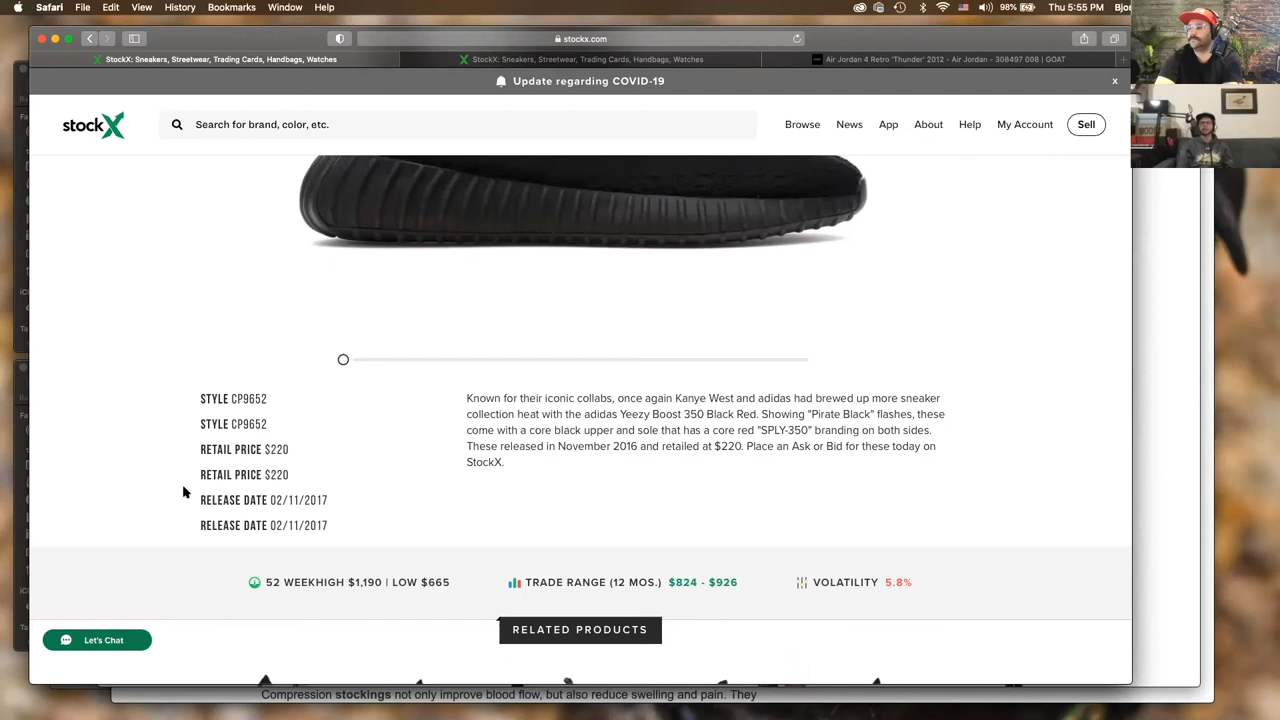 Safari File Edit View History Bookmarks Window Help
98% Thu 5:55 PM Bjor
stockx.com
StockX: Sneakers, Streetwear, Trading Cards, Handbags, Watches
StockX: Sneakers, Streetwear, Trading Cards, Handbags, Watches
Air Jordan 4 Retro 'Thunder' 2012 - Air Jordan - 308497 008 | GOAT
Update regarding COVID-19
x
stockX
Search for brand, color, etc.
Browse News App About Help My Account Sell
STYLE CP9652
STYLE CP9652
RETAIL PRICE $220
RETAIL PRICE $220
RELEASE DATE 02/11/2017
RELEASE DATE 02/11/2017
Known for their iconic collabs, once again Kanye West and adidas had brewed up more sneaker
collection heat with the adidas Yeezy Boost 350 Black Red. Showing "Pirate Black" flashes, these
come with a core black upper and sole that has a core red "SPLY-350" branding on both sides.
These released in November 2016 and retailed at $220. Place an Ask or Bid for these today on
StockX.
52 WEEKHIGH $1,190 | LOW $665
TRADE RANGE (12 MOS.) $824 - $926
VOLATILITY 5.8%
RELATED PRODUCTS
Let's Chat
Compression stockings not only improve blood flow, but also reduce swelling and pain. They